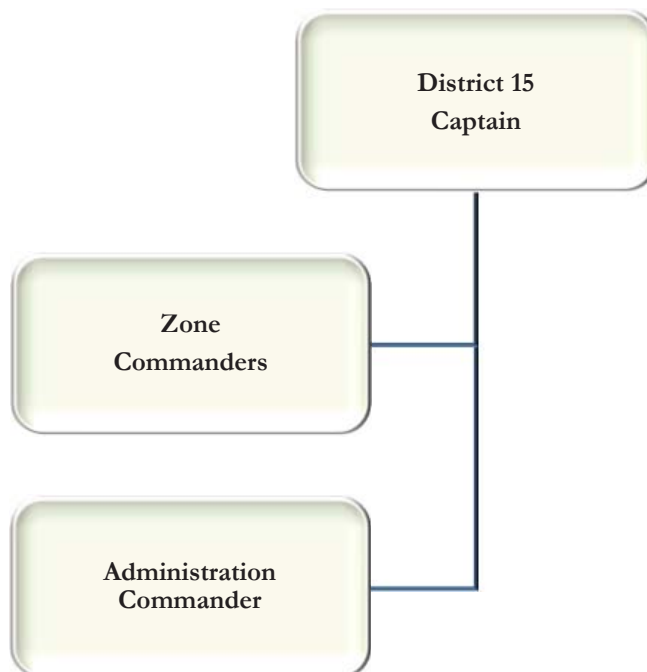 District 15
Captain
Zone
Commanders
Administration
Commander